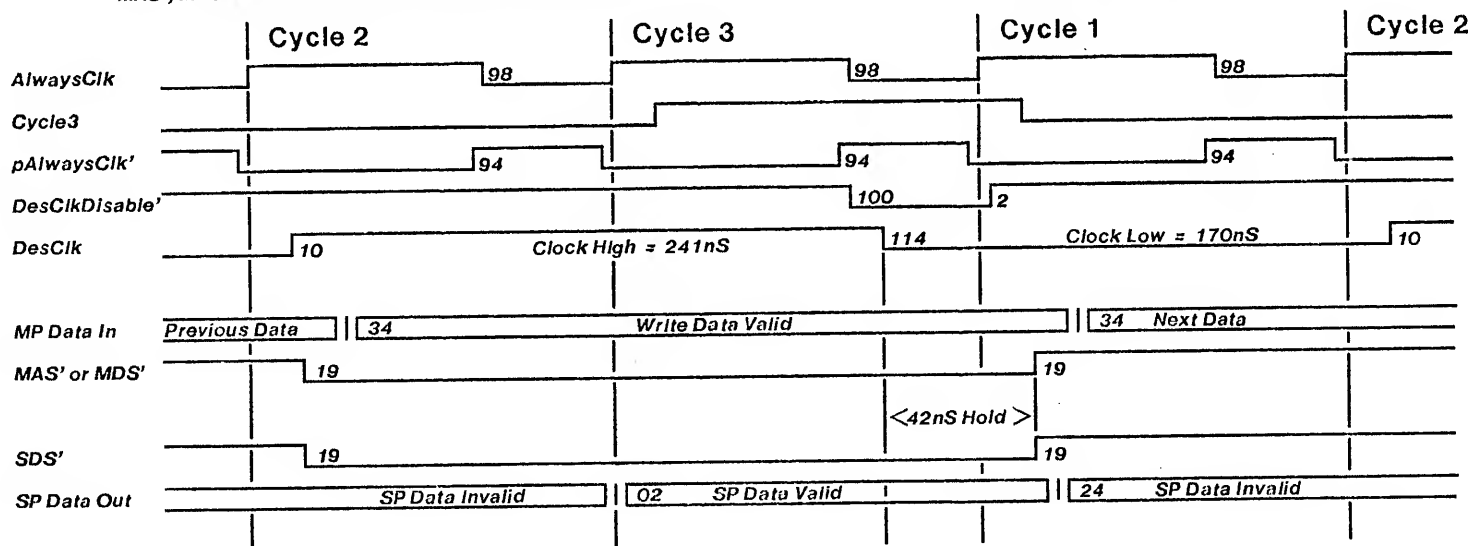 Cycle 2 Cycle 3 Cycle 1 Cycle 2
AlwaysClk 98 98 98
Cycle3
pAlwaysClk' 94 94 94
DesClkDisable' 100 2
DesClk 10 Clock High = 241nS 114 Clock Low = 170nS 10
MP Data In Previous Data 34 Write Data Valid 34 Next Data
MAS' or MDS' 19 19
<42nS Hold >
SDS' 19 19
SP Data Out SP Data Invalid 02 SP Data Valid 24 SP Data Invalid